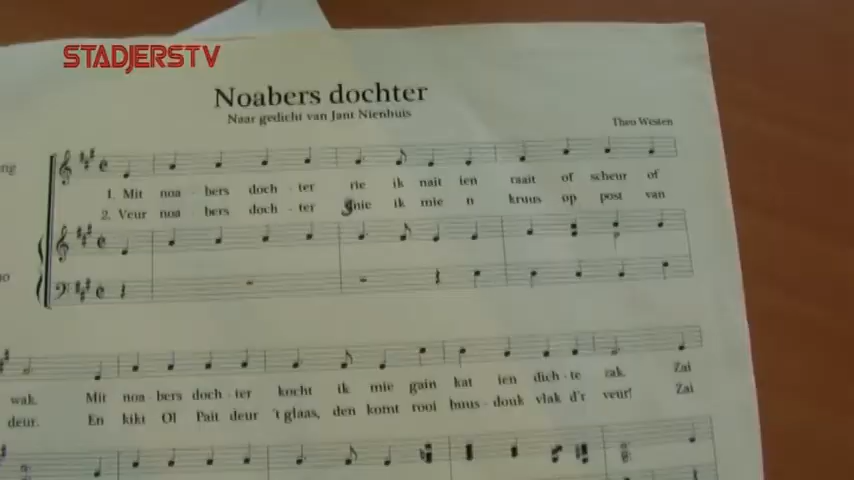 STADJERSTV
Noabers dochter
Naar gedicht van Jant Nienhuis
Theo Westen
1. Mit noa - bers doch - ter rie ik nait ien raait of scheur of
2. Veur noa - bers doch - ter gnie ik mie n kruus op post van
wak. Mit noa - bers doch - ter kocht ik mie gain kat ien dich - te zak. Zai
deur. En kikt Ol Pait deur 't glaas, den komt rooi buus - douk vlak d'r veur! Zai